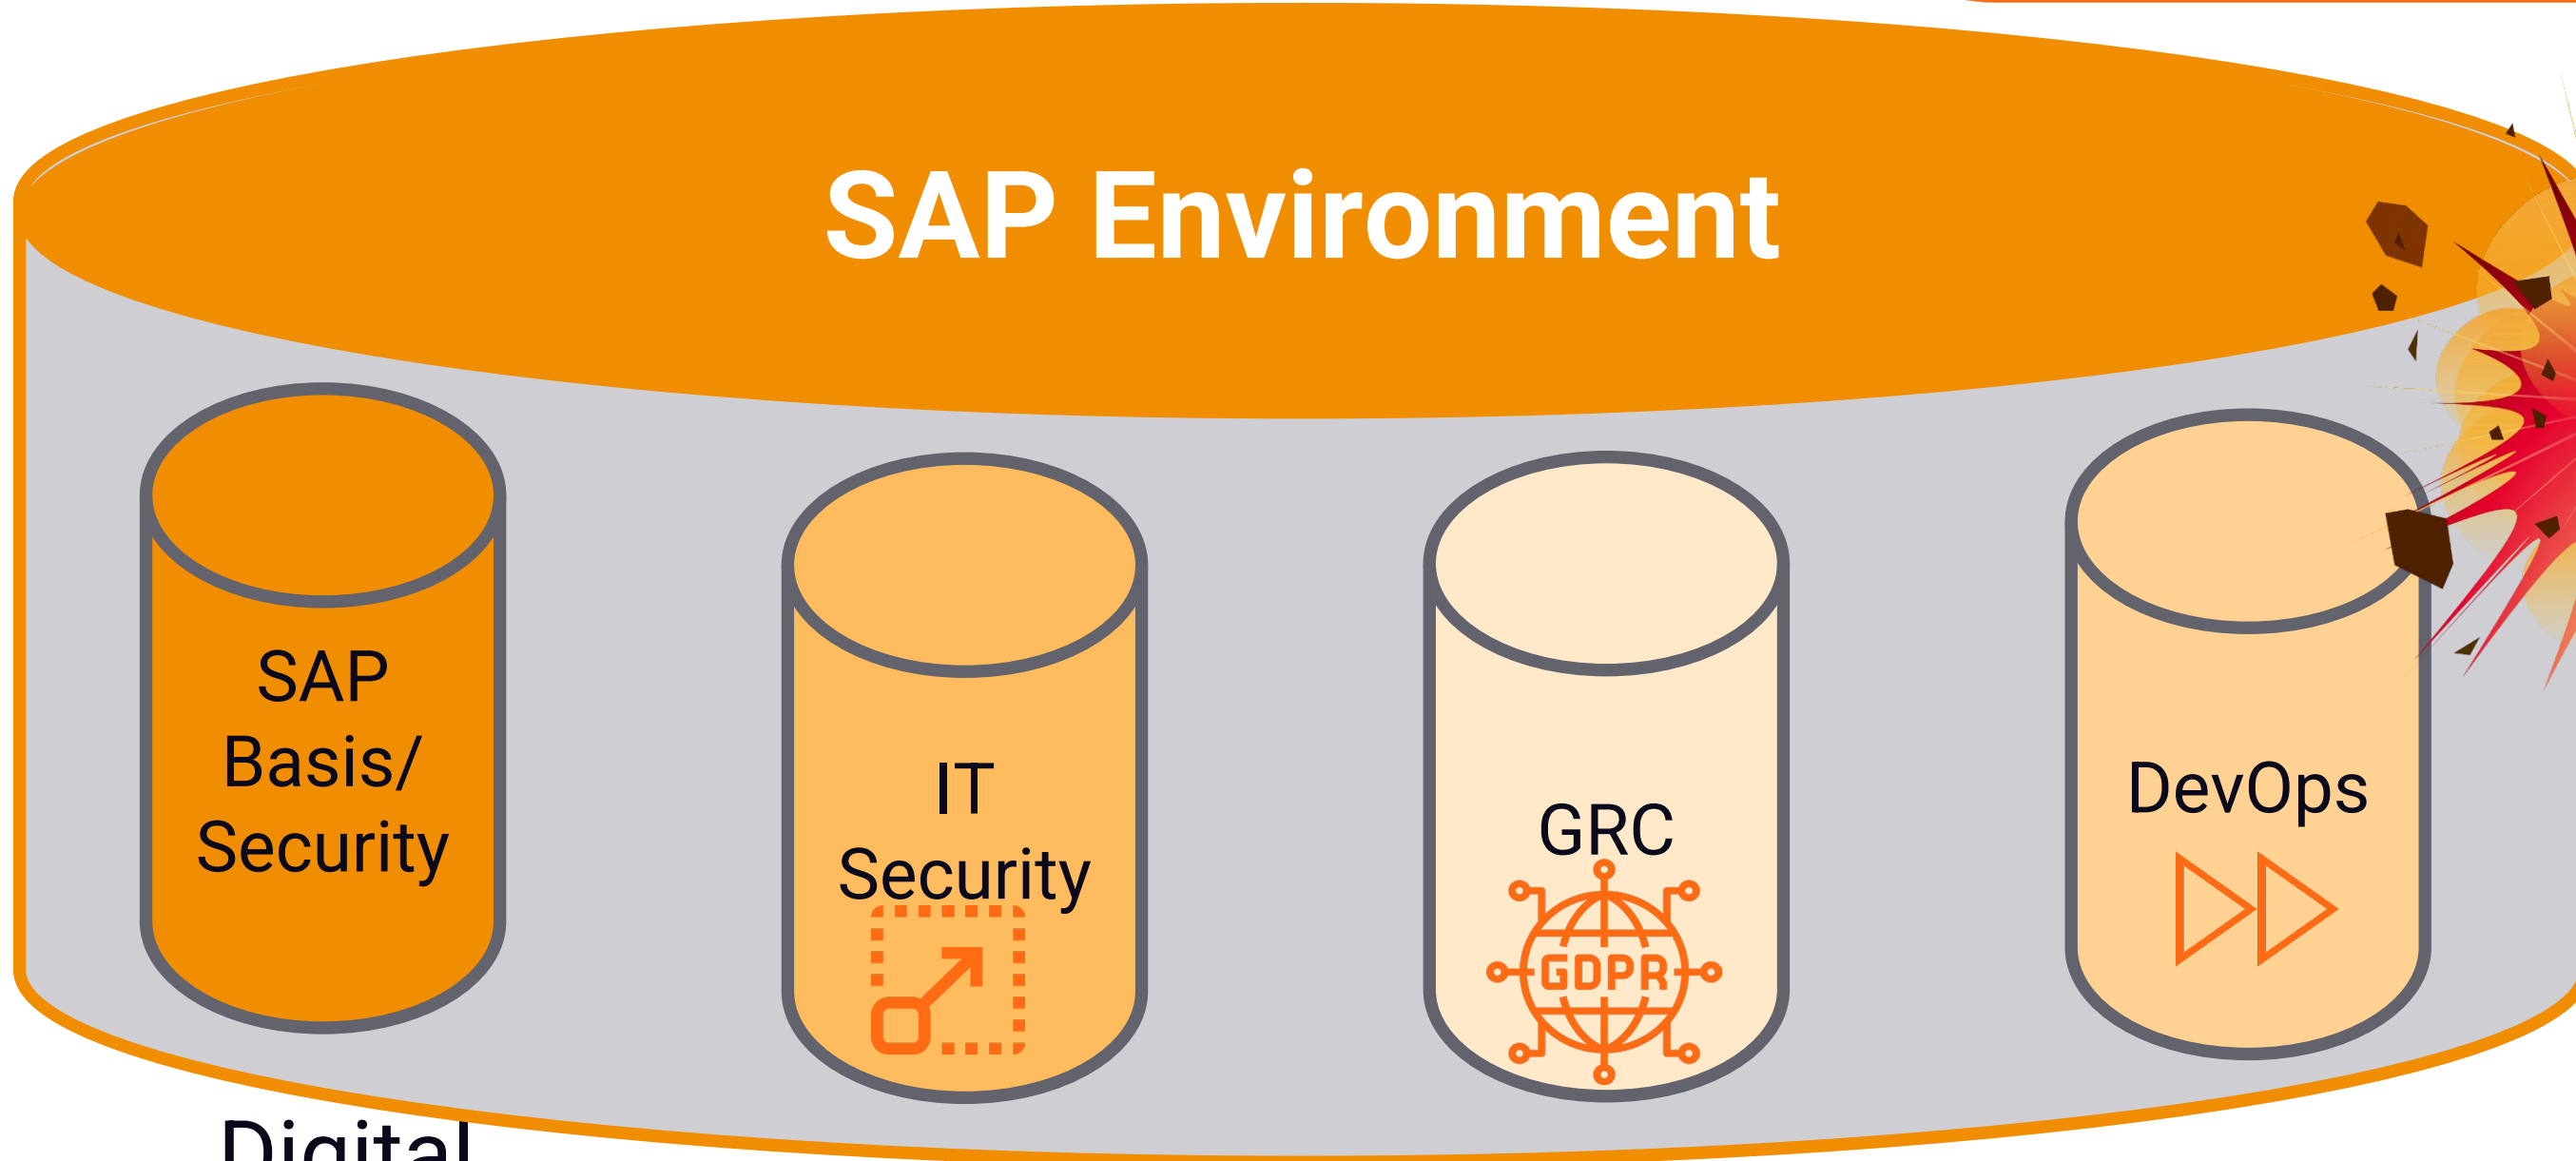 SAP Environment
SAP
Basis/
Security
IT
Security
GRC
GDPR
DevOps
Digital